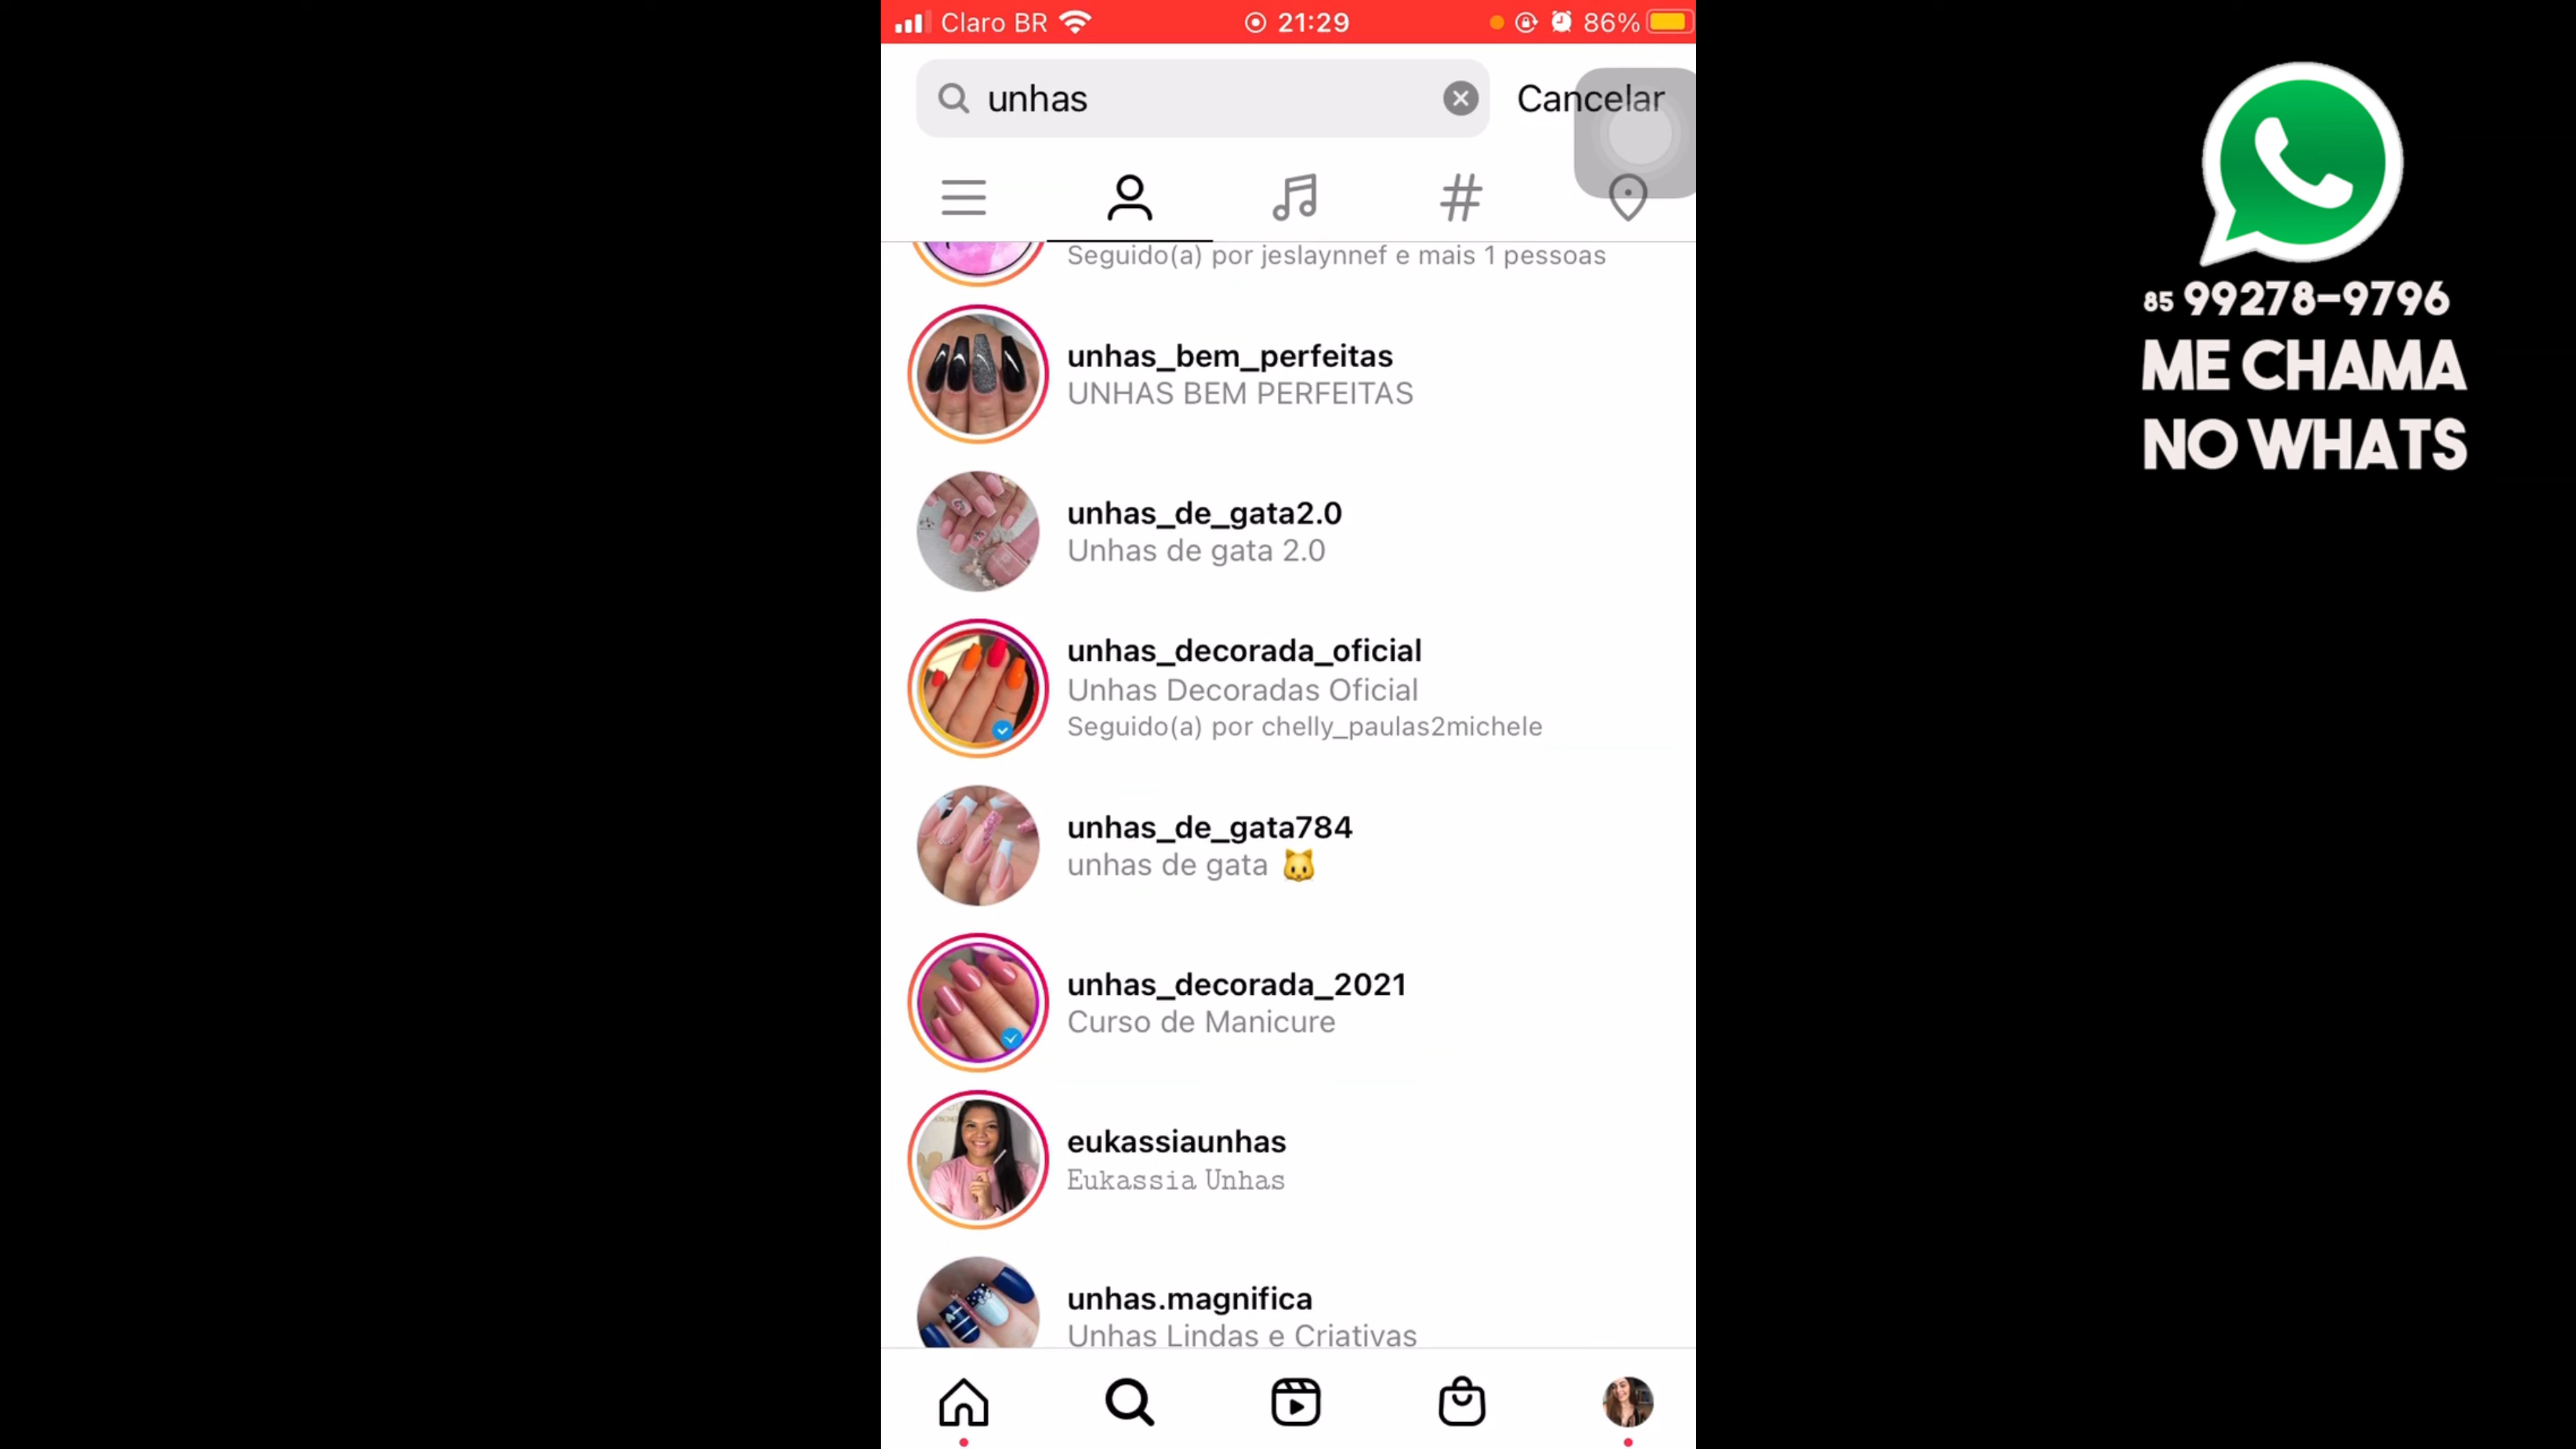 Claro BR
21:29
86%
unhas
Cancelar
Seguido(a) por jeslaynnef e mais 1 pessoas
unhas_bem_perfeitas
UNHAS BEM PERFEITAS
unhas_de_gata2.0
Unhas de gata 2.0
unhas_decorada_oficial
Unhas Decoradas Oficial
Seguido(a) por chelly_paulas2michele
unhas_de_gata784
unhas de gata 🐱
unhas_decorada_2021
Curso de Manicure
eukassiaunhas
Eukassia Unhas
unhas.magnifica
Unhas Lindas e Criativas
85 99278-9796
ME CHAMA
NO WHATS